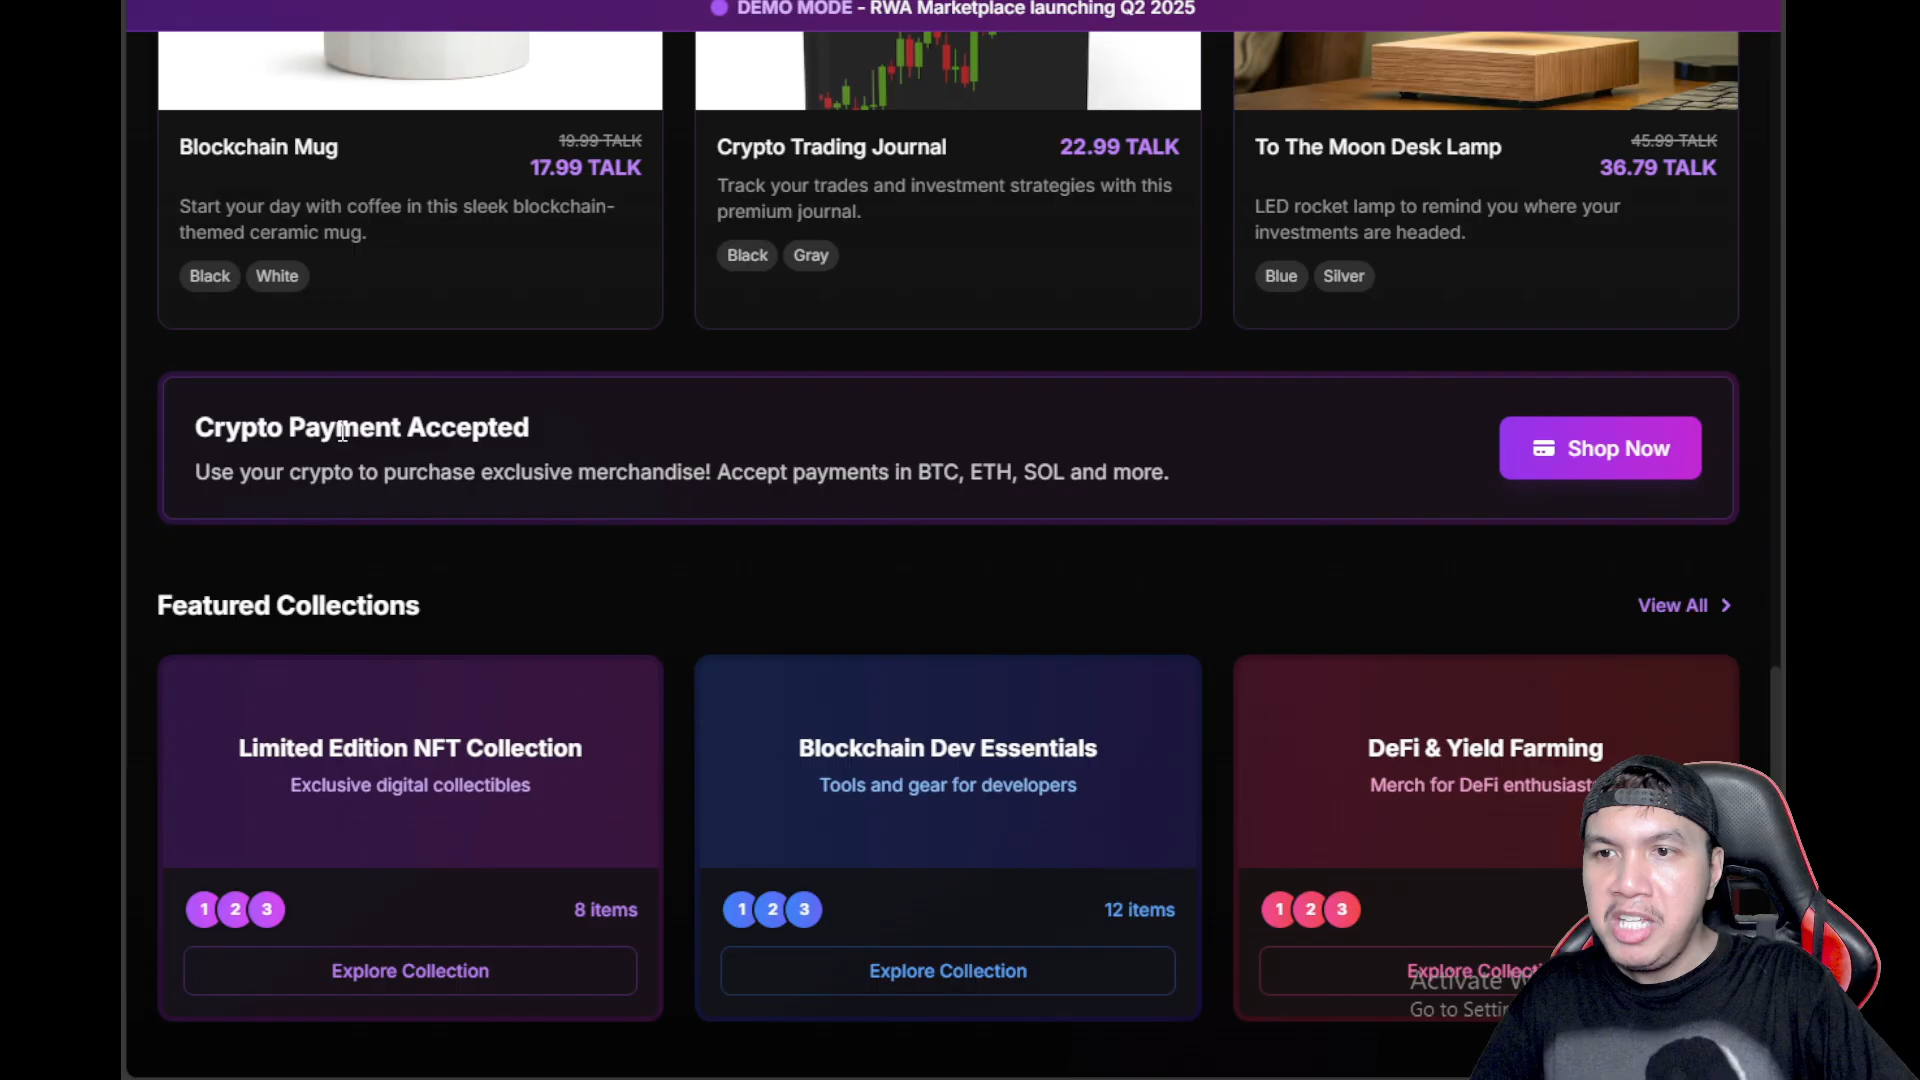 DEMO MODE - RWA Marketplace launching Q2 2025
Blockchain Mug
19.99 TALK
17.99 TALK
Start your day with coffee in this sleek blockchain-
themed ceramic mug.
Black White
Crypto Trading Journal
22.99 TALK
Track your trades and investment strategies with this
premium journal.
Black Gray
To The Moon Desk Lamp
45.99 TALK
36.79 TALK
LED rocket lamp to remind you where your
investments are headed.
Blue Silver
Crypto Payment Accepted
Use your crypto to purchase exclusive merchandise! Accept payments in BTC, ETH, SOL and more.
Shop Now
Featured Collections
View All
Limited Edition NFT Collection
Exclusive digital collectibles
1 2 3
8 items
Explore Collection
Blockchain Dev Essentials
Tools and gear for developers
1 2 3
12 items
Explore Collection
DeFi & Yield Farming
Merch for DeFi enthusiast
1 2 3
Explore Collecti
Activate W
Go to Settin